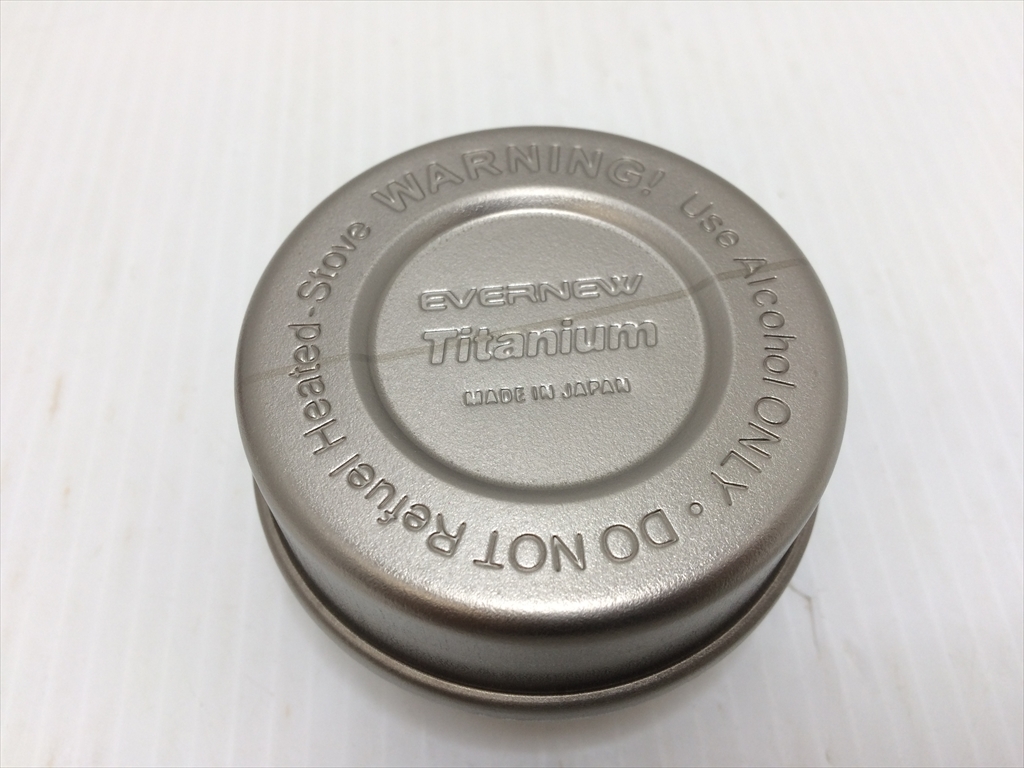 WARNING! Use Alcohol ONLY • DO NOT Refuel Heated-Stove
EVERNEW
Titanium
MADE IN JAPAN